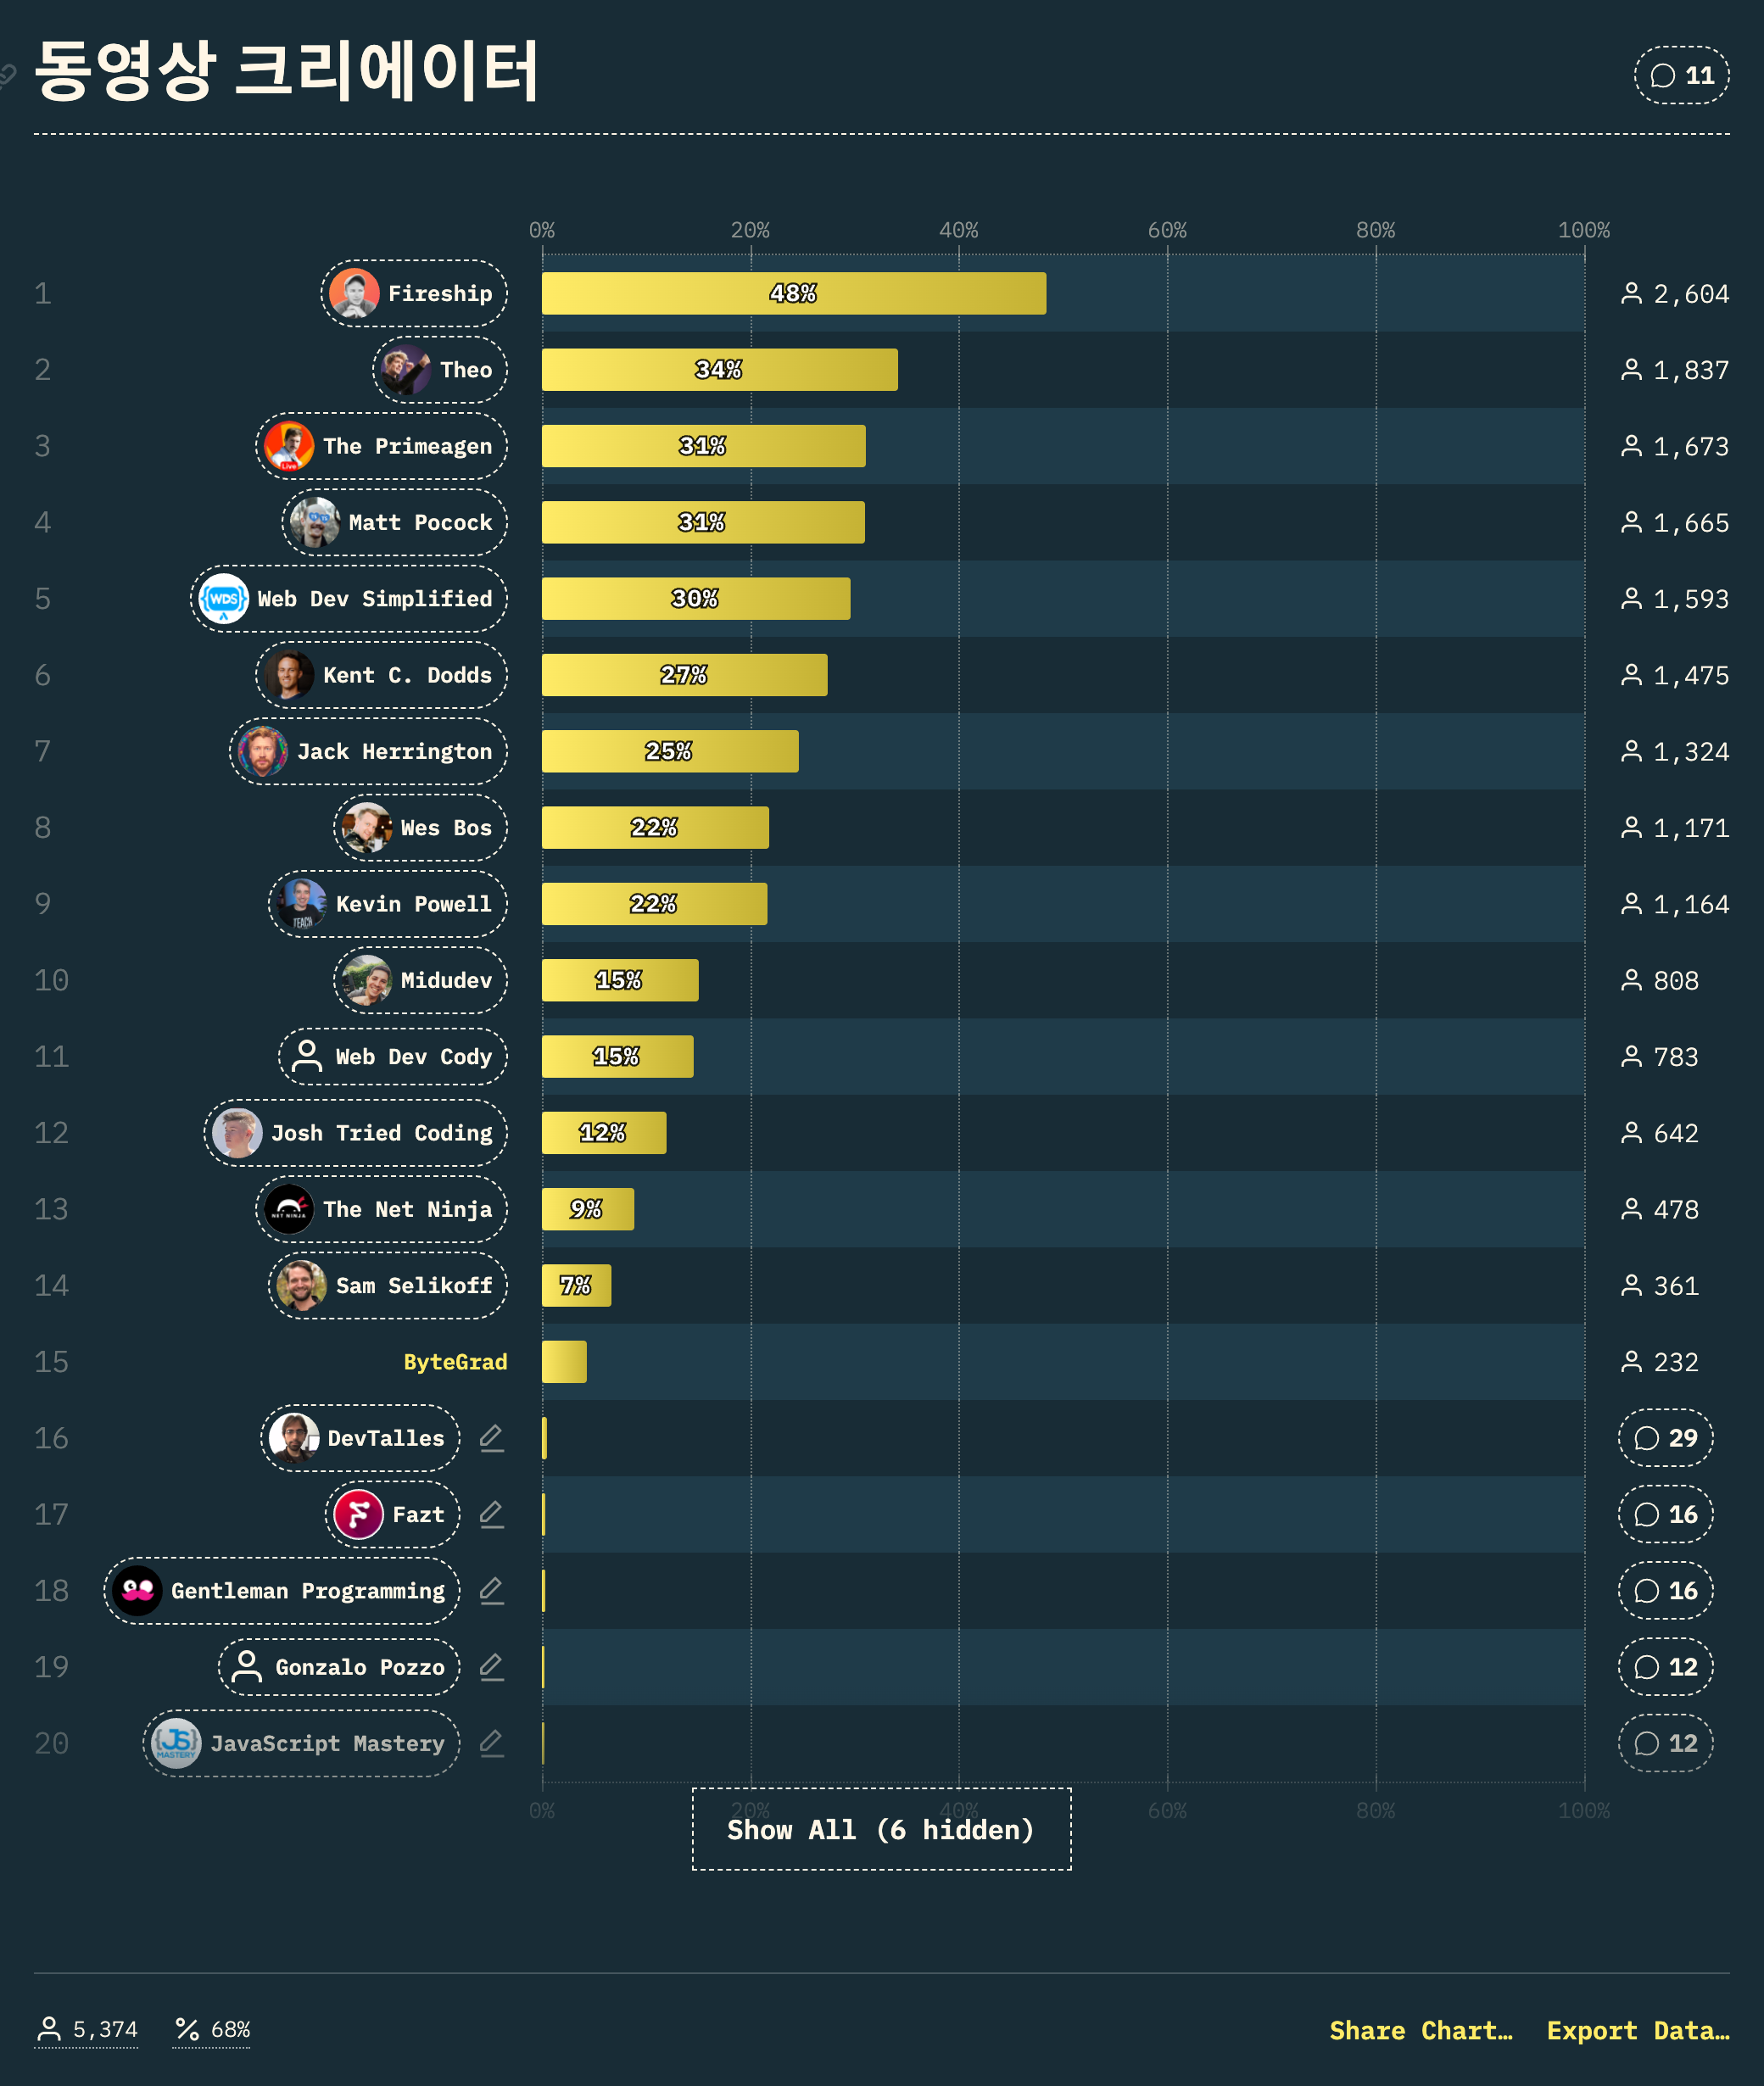 동영상 크리에이터
11
0% 20% 40% 60% 80% 100%
1 Fireship 48% 2,604
2 Theo 34% 1,837
3 Live The Primeagen 31% 1,673
4 Matt Pocock 31% 1,665
5 WDS Web Dev Simplified 30% 1,593
6 Kent C. Dodds 27% 1,475
7 Jack Herrington 25% 1,324
8 Wes Bos 22% 1,171
9 TEACH Kevin Powell 22% 1,164
10 Midudev 15% 808
11 Web Dev Cody 15% 783
12 Josh Tried Coding 12% 642
13 NET NINJA The Net Ninja 9% 478
14 Sam Selikoff 7% 361
15 ByteGrad 232
16 DevTalles 29
17 Fazt 16
18 Gentleman Programming 16
19 Gonzalo Pozzo 12
20 {JS} MASTERY JavaScript Mastery 12
0% 20% 40% 60% 80% 100%
Show All (6 hidden)
5,374 % 68% Share Chart… Export Data…